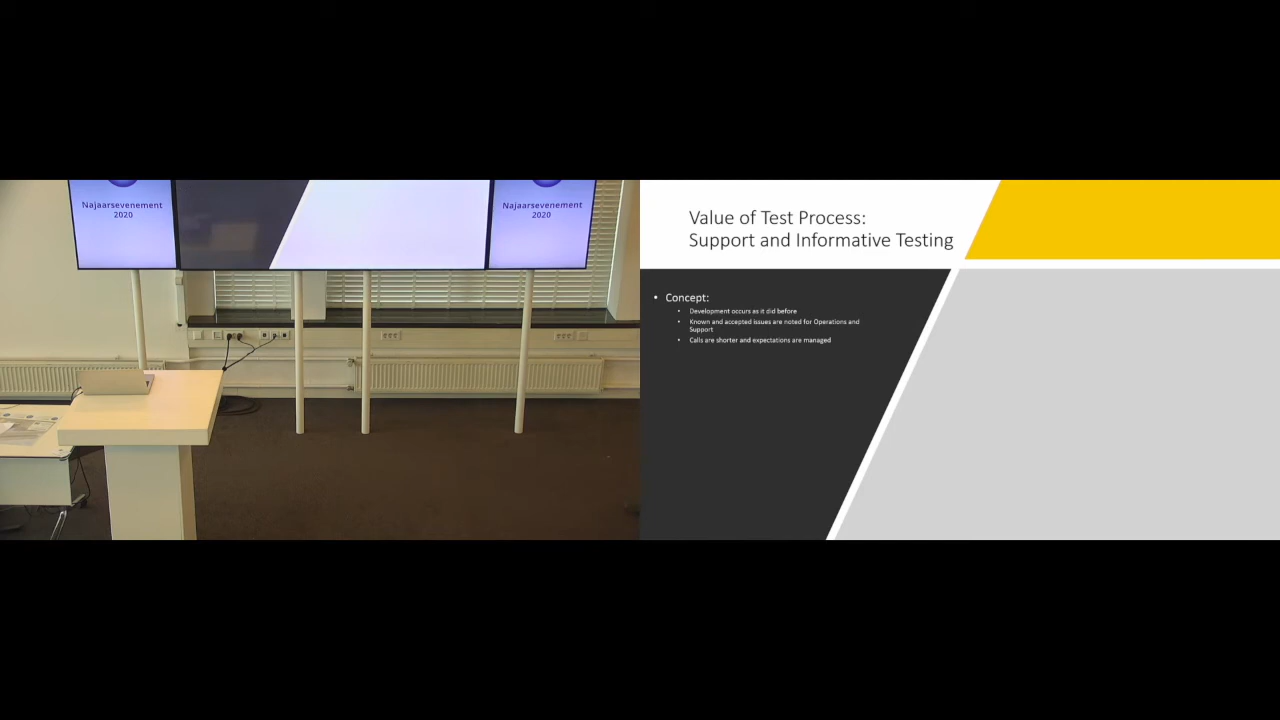 Najaarsevenement
2020
Najaarsevenement
2020
Value of Test Process:
Support and Informative Testing
• Concept:
• Development occurs as it did before
• Known and accepted issues are noted for Operations and
Support
• Calls are shorter and expectations are managed